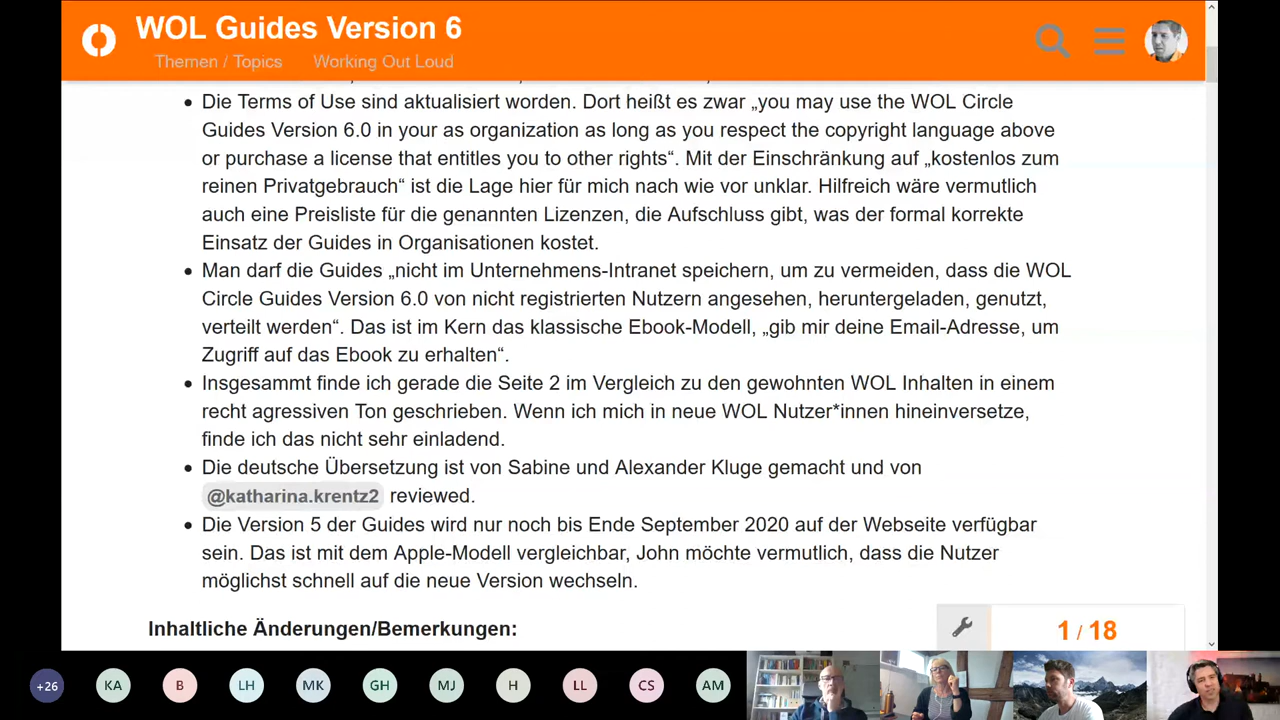 WOL Guides Version 6
Themen / Topics Working Out Loud
Die Terms of Use sind aktualisiert worden. Dort heißt es zwar „you may use the WOL Circle
Guides Version 6.0 in your as organization as long as you respect the copyright language above
or purchase a license that entitles you to other rights“. Mit der Einschränkung auf „kostenlos zum
reinen Privatgebrauch“ ist die Lage hier für mich nach wie vor unklar. Hilfreich wäre vermutlich
auch eine Preisliste für die genannten Lizenzen, die Aufschluss gibt, was der formal korrekte
Einsatz der Guides in Organisationen kostet.
Man darf die Guides „nicht im Unternehmens-Intranet speichern, um zu vermeiden, dass die WOL
Circle Guides Version 6.0 von nicht registrierten Nutzern angesehen, heruntergeladen, genutzt,
verteilt werden“. Das ist im Kern das klassische Ebook-Modell, „gib mir deine Email-Adresse, um
Zugriff auf das Ebook zu erhalten“.
Insgesammt finde ich gerade die Seite 2 im Vergleich zu den gewohnten WOL Inhalten in einem
recht agressiven Ton geschrieben. Wenn ich mich in neue WOL Nutzer*innen hineinversetze,
finde ich das nicht sehr einladend.
Die deutsche Übersetzung ist von Sabine und Alexander Kluge gemacht und von
@katharina.krentz2 reviewed.
Die Version 5 der Guides wird nur noch bis Ende September 2020 auf der Webseite verfügbar
sein. Das ist mit dem Apple-Modell vergleichbar, John möchte vermutlich, dass die Nutzer
möglichst schnell auf die neue Version wechseln.
Inhaltliche Änderungen/Bemerkungen:
1 / 18
+26 KA B LH MK GH MJ H LL CS AM